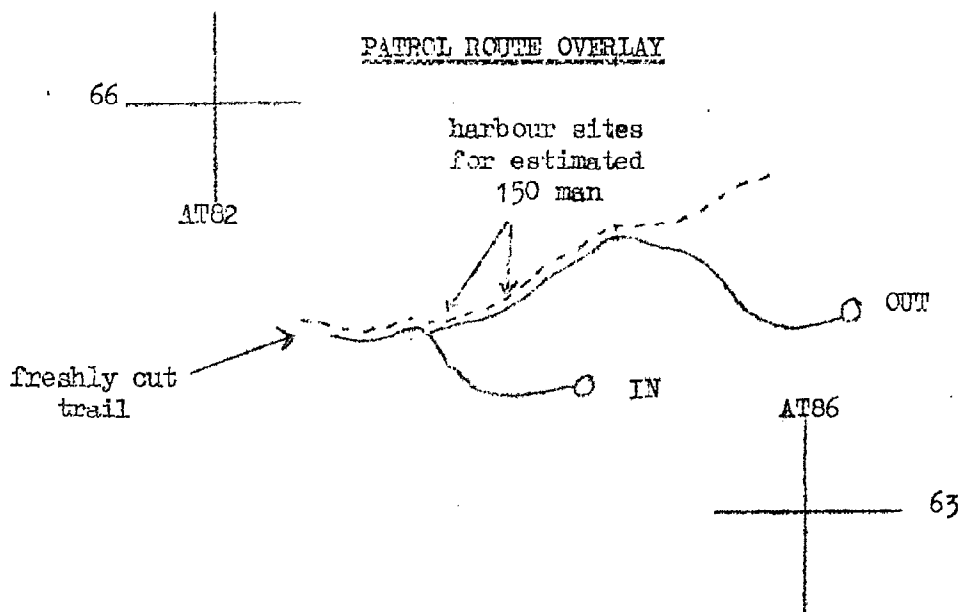 PATROL ROUTE OVERLAY
66
harbour sites
for estimated
150 man
AT82
OUT
freshly cut
trail
IN
AT86
63